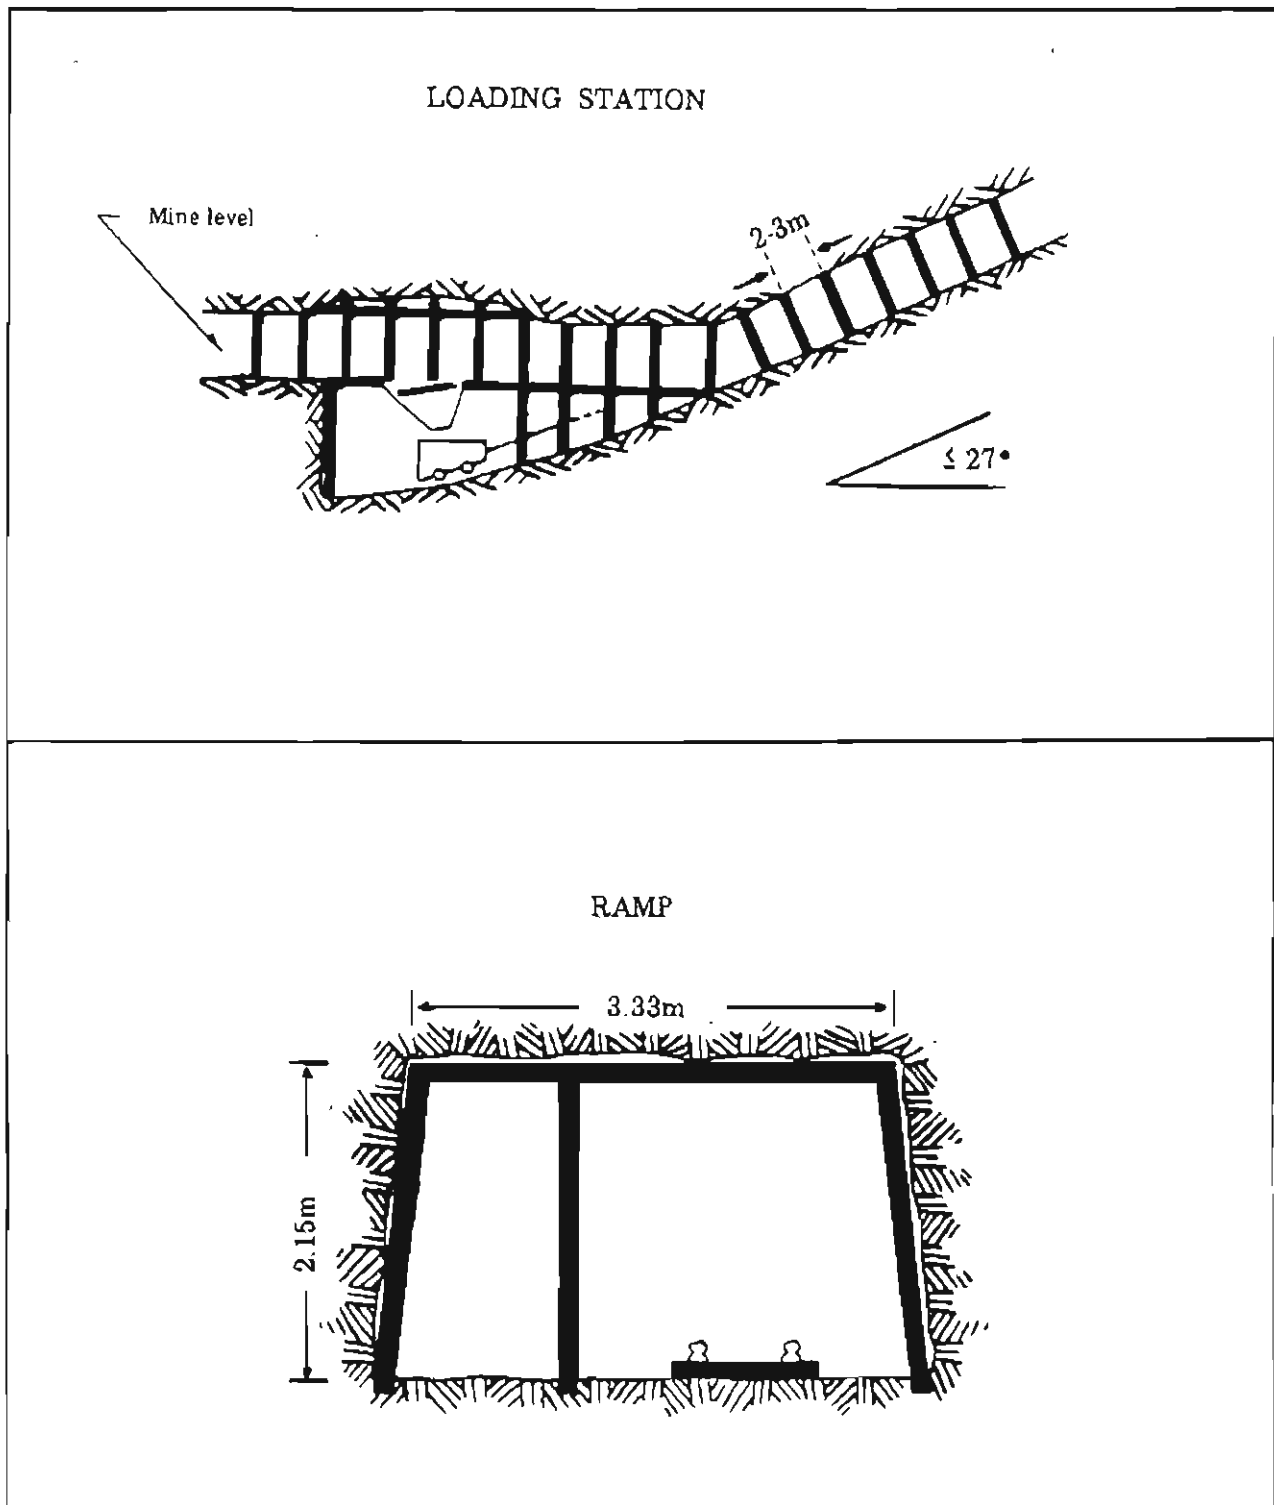 LOADING STATION
Mine level
2-3m
≤ 27°
RAMP
3.33m
2.15m